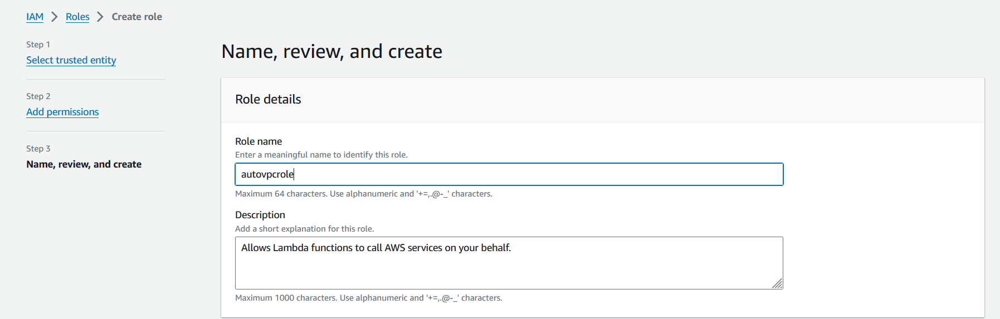 IAM > Roles > Create role
Step 1
Select trusted entity
Step 2
Add permissions
Step 3
Name, review, and create
Name, review, and create
Role details
Role name
Enter a meaningful name to identify this role.
autovpcrole
Maximum 64 characters. Use alphanumeric and '+=,.@-_' characters.
Description
Add a short explanation for this role.
Allows Lambda functions to call AWS services on your behalf.
Maximum 1000 characters. Use alphanumeric and '+=,.@-_' characters.